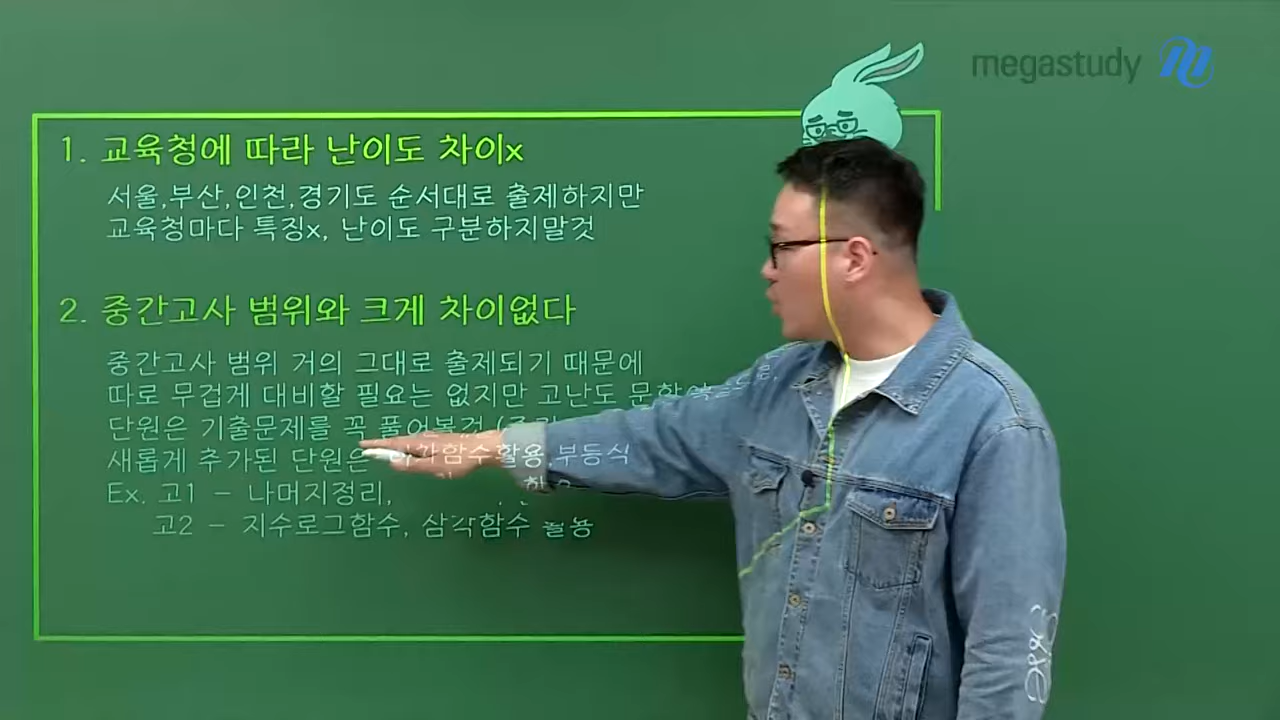 megastudy
1. 교육청에 따라 난이도 차이x
서울,부산,인천,경기도 순서대로 출제하지만
교육청마다 특징x, 난이도 구분하지말것
2. 중간고사 범위와 크게 차이없다
중간고사 범위 거의 그대로 출제되기 때문에
따로 무겁게 대비할 필요는 없지만 고난도
단원은 기출문제를 꼭 풀어볼것
새롭게 추가된 단원은 부등식
Ex. 고1 - 나머지정리,
고2 - 지수로그함수, 삼각함수 활용